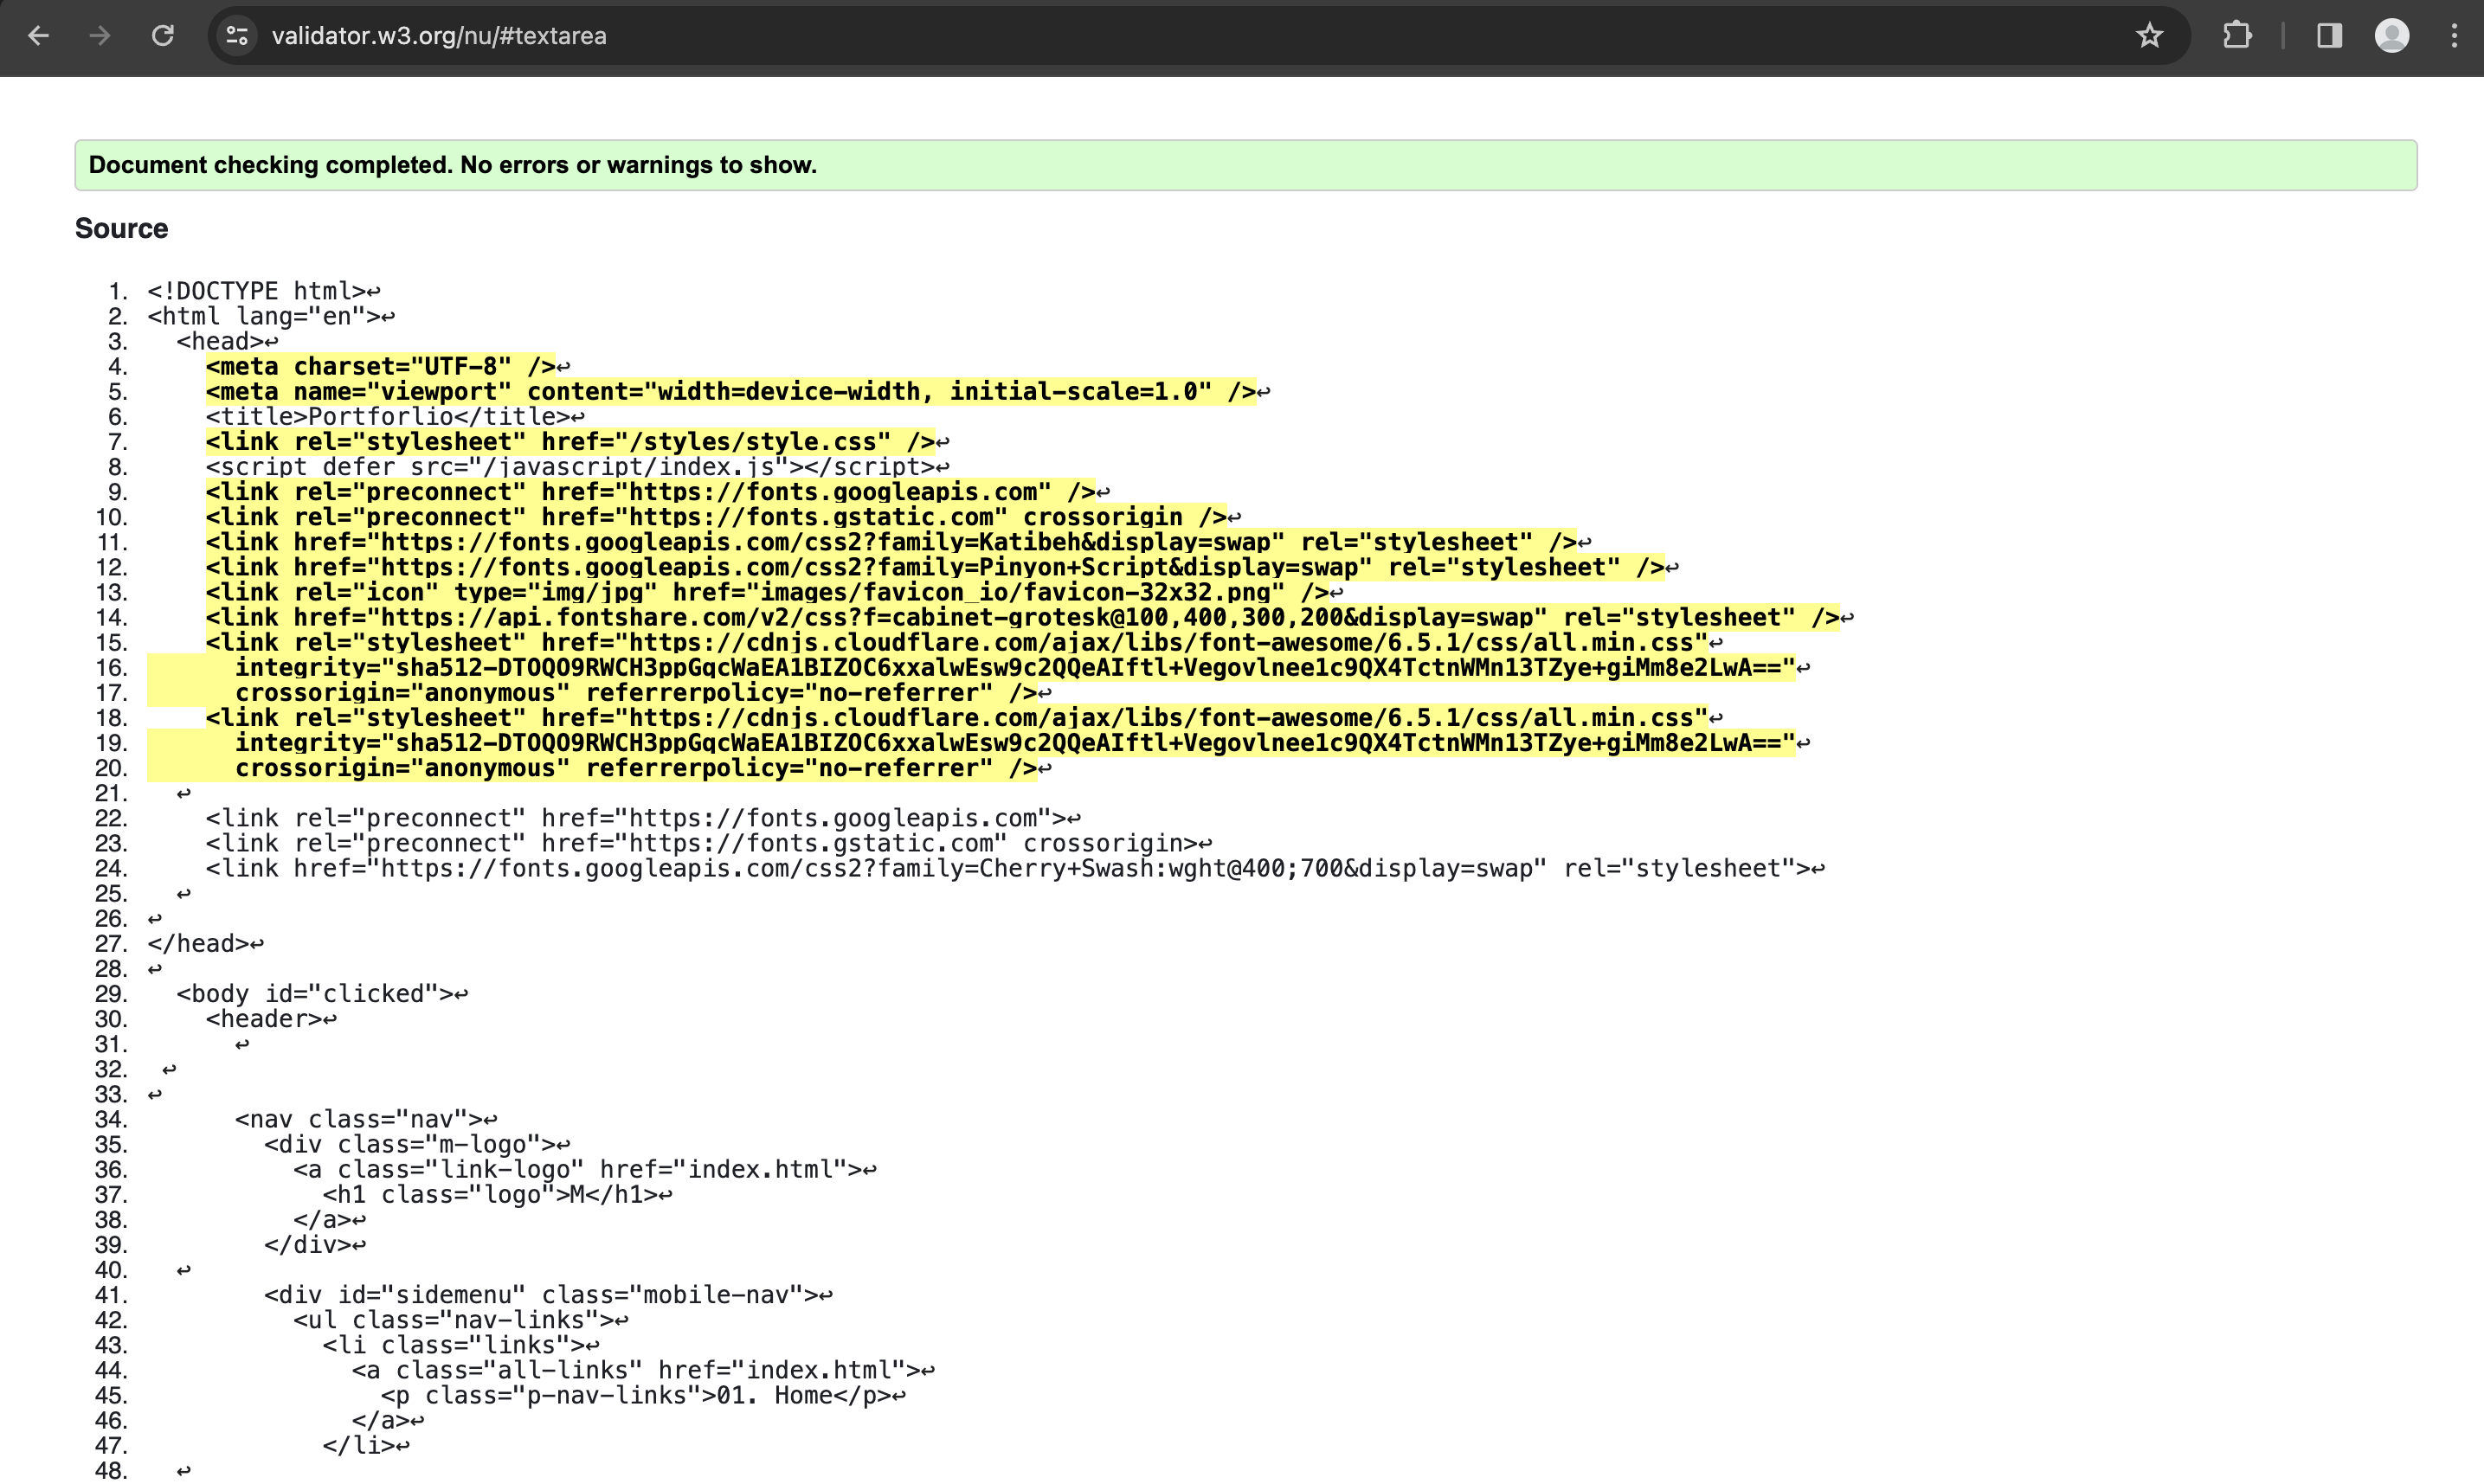 validator.w3.org/nu/#textarea
Document checking completed. No errors or warnings to show.
Source
1. <!DOCTYPE html>↩
2. <html lang="en">↩
3. <head>↩
4. <meta charset="UTF-8" />↩
5. <meta name="viewport" content="width=device-width, initial-scale=1.0" />↩
6. <title>Portforlio</title>↩
7. <link rel="stylesheet" href="/styles/style.css" />↩
8. <script defer src="/javascript/index.js"></script>↩
9. <link rel="preconnect" href="https://fonts.googleapis.com" />↩
10. <link rel="preconnect" href="https://fonts.gstatic.com" crossorigin />↩
11. <link href="https://fonts.googleapis.com/css2?family=Katibeh&display=swap" rel="stylesheet" />↩
12. <link href="https://fonts.googleapis.com/css2?family=Pinyon+Script&display=swap" rel="stylesheet" />↩
13. <link rel="icon" type="img/jpg" href="images/favicon_io/favicon-32x32.png" />↩
14. <link href="https://api.fontshare.com/v2/css?f=cabinet-grotesk@100,400,300,200&display=swap" rel="stylesheet" />↩
15. <link rel="stylesheet" href="https://cdnjs.cloudflare.com/ajax/libs/font-awesome/6.5.1/css/all.min.css"↩
16. integrity="sha512-DTOQO9RWCH3ppGqcWaEA1BIZOC6xxalwEsw9c2QQeAIftl+Vegovlnee1c9QX4TctnWMn13TZye+giMm8e2LwA=="↩
17. crossorigin="anonymous" referrerpolicy="no-referrer" />↩
18. <link rel="stylesheet" href="https://cdnjs.cloudflare.com/ajax/libs/font-awesome/6.5.1/css/all.min.css"↩
19. integrity="sha512-DTOQO9RWCH3ppGqcWaEA1BIZOC6xxalwEsw9c2QQeAIftl+Vegovlnee1c9QX4TctnWMn13TZye+giMm8e2LwA=="↩
20. crossorigin="anonymous" referrerpolicy="no-referrer" />↩
21. ↩
22. <link rel="preconnect" href="https://fonts.googleapis.com">↩
23. <link rel="preconnect" href="https://fonts.gstatic.com" crossorigin>↩
24. <link href="https://fonts.googleapis.com/css2?family=Cherry+Swash:wght@400;700&display=swap" rel="stylesheet">↩
25. ↩
26. ↩
27. </head>↩
28. ↩
29. <body id="clicked">↩
30. <header>↩
31. ↩
32. ↩
33. ↩
34. <nav class="nav">↩
35. <div class="m-logo">↩
36. <a class="link-logo" href="index.html">↩
37. <h1 class="logo">M</h1>↩
38. </a>↩
39. </div>↩
40. ↩
41. <div id="sidemenu" class="mobile-nav">↩
42. <ul class="nav-links">↩
43. <li class="links">↩
44. <a class="all-links" href="index.html">↩
45. <p class="p-nav-links">01. Home</p>↩
46. </a>↩
47. </li>↩
48. ↩